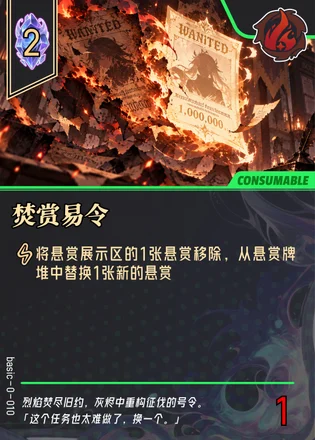 2
WANTED
WANTED
1,000,000
CONSUMABLE
焚赏易令
将悬赏展示区的1张悬赏移除，从悬赏牌
堆中替换1张新的悬赏
basic-0-010
烈焰焚尽旧约，灰烬中重构征伐的号令。
「这个任务也太难做了，换一个。」
1